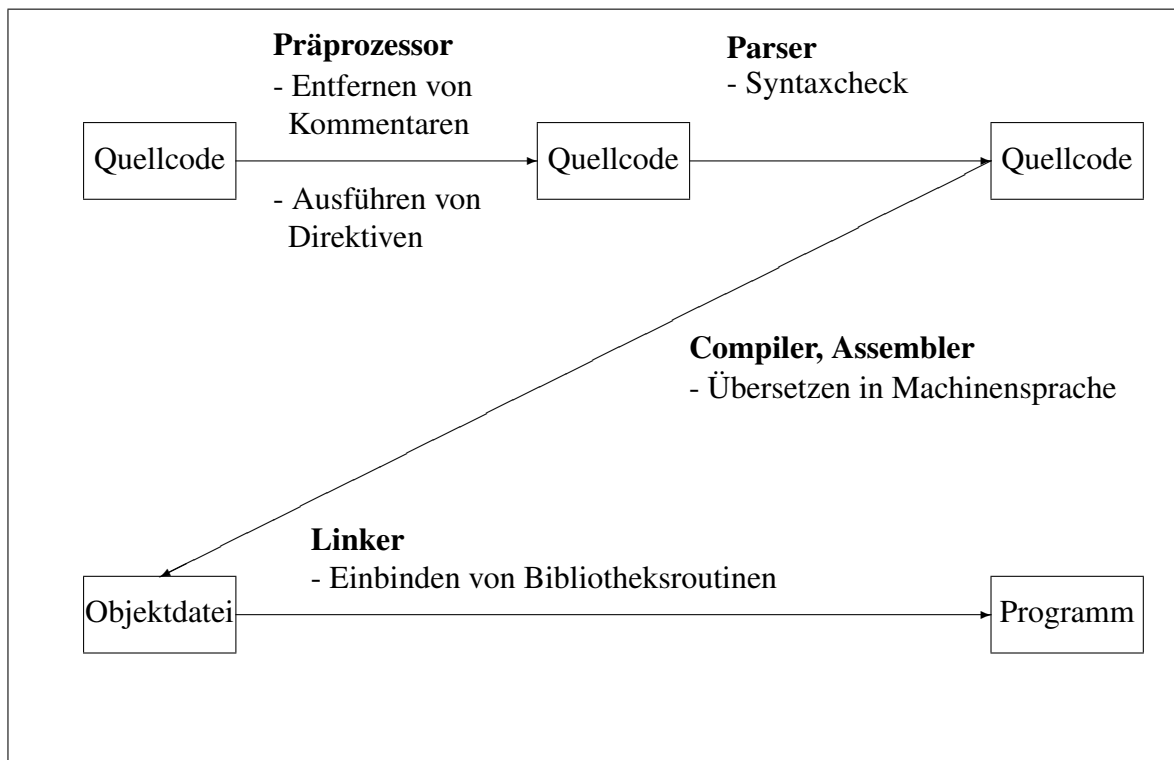 Präprozessor
- Entfernen von
Kommentaren
Parser
- Syntaxcheck
Quellcode
Quellcode
Quellcode
- Ausführen von
Direktiven
Compiler, Assembler
- Übersetzen in Machinensprache
Linker
- Einbinden von Bibliotheksroutinen
Objektdatei
Programm